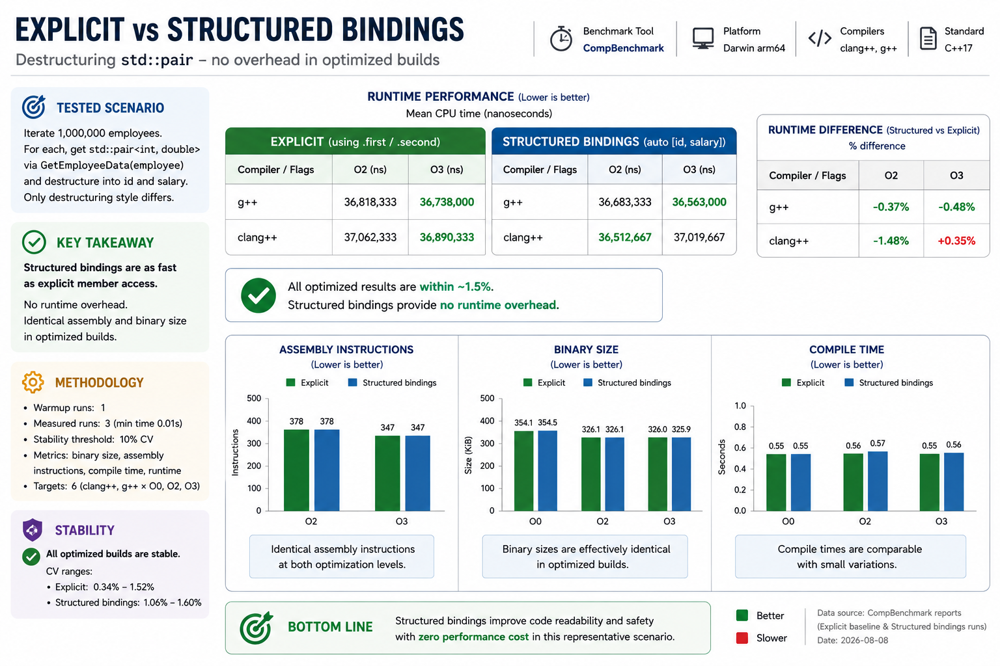 EXPLICIT vs STRUCTURED BINDINGS
Destructuring std::pair – no overhead in optimized builds
Benchmark Tool
CompBenchmark
Platform
Darwin arm64
Compilers
clang++, g++
Standard
C++17
TESTED SCENARIO
Iterate 1,000,000 employees.
For each, get std::pair<int, double>
via GetEmployeeData(employee)
and destructure into id and salary.
Only destructuring style differs.
KEY TAKEAWAY
Structured bindings are as fast
as explicit member access.
No runtime overhead.
Identical assembly and binary size
in optimized builds.
METHODOLOGY
• Warmup runs: 1
• Measured runs: 3 (min time 0.01s)
• Stability threshold: 10% CV
• Metrics: binary size, assembly
instructions, compile time, runtime
• Targets: 6 (clang++, g++ × O0, O2, O3)
STABILITY
All optimized builds are stable.
CV ranges:
• Explicit: 0.34% – 1.52%
• Structured bindings: 1.06% – 1.60%
RUNTIME PERFORMANCE (Lower is better)
Mean CPU time (nanoseconds)
EXPLICIT (using .first / .second)
Compiler / Flags O2 (ns) O3 (ns)
g++ 36,818,333 36,738,000
clang++ 37,062,333 36,890,333
STRUCTURED BINDINGS (auto [id, salary])
Compiler / Flags O2 (ns) O3 (ns)
g++ 36,683,333 36,563,000
clang++ 36,512,667 37,019,667
RUNTIME DIFFERENCE (Structured vs Explicit)
% difference
Compiler / Flags O2 O3
g++ -0.37% -0.48%
clang++ -1.48% +0.35%
All optimized results are within ~1.5%.
Structured bindings provide no runtime overhead.
ASSEMBLY INSTRUCTIONS
(Lower is better)
Explicit Structured bindings
Instructions
500
400
300
200
100
0
378 378
347 347
O2 O3
Identical assembly instructions
at both optimization levels.
BINARY SIZE
(Lower is better)
Explicit Structured bindings
Size (KiB)
500
400
300
200
100
0
354.1 354.5
326.1 326.1
326.0 325.9
O0 O2 O3
Binary sizes are effectively identical
in optimized builds.
COMPILE TIME
(Lower is better)
Explicit Structured bindings
Seconds
1.0
0.8
0.6
0.4
0.2
0.0
0.55 0.55
0.56 0.57
0.55 0.56
O0 O2 O3
Compile times are comparable
with small variations.
BOTTOM LINE
Structured bindings improve code readability and safety
with zero performance cost in this representative scenario.
Better
Slower
Data source: CompBenchmark reports
(Explicit baseline & Structured bindings runs)
Date: 2026-08-08